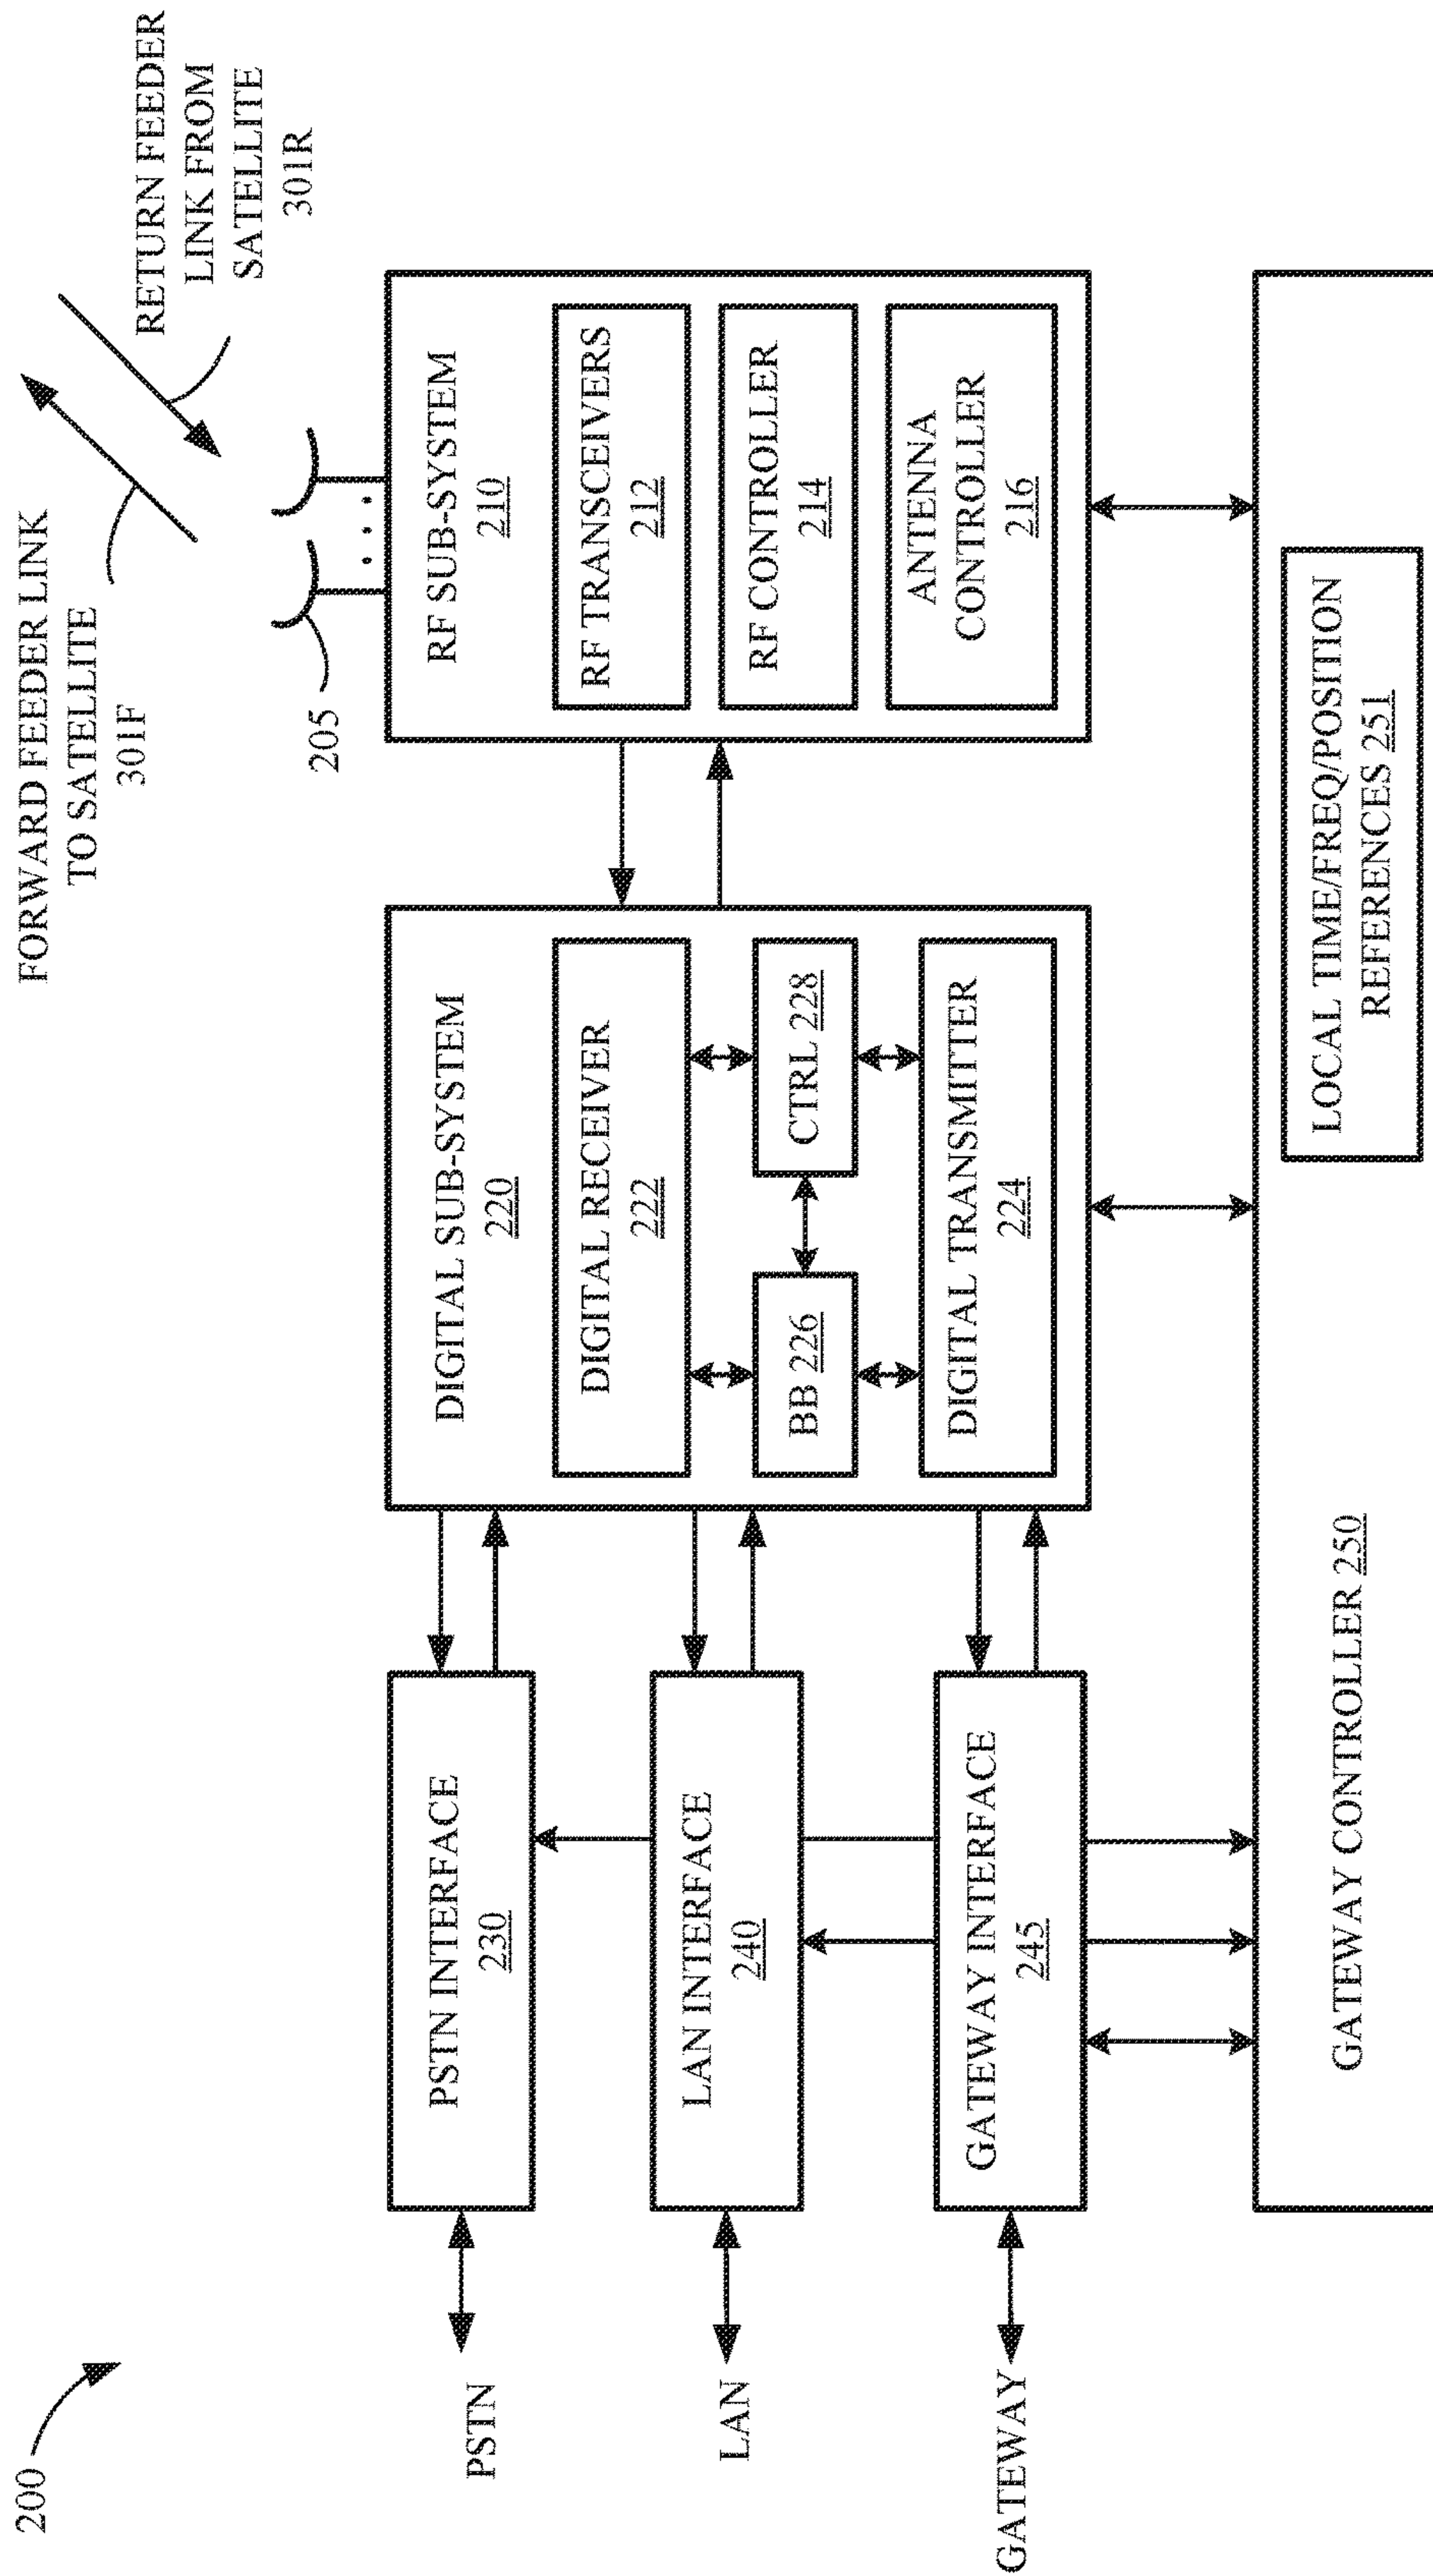 200
FORWARD FEEDER LINK
TO SATELLITE
301F
RETURN FEEDER
LINK FROM
SATELLITE
301R
205
PSTN
LAN
GATEWAY
PSTN INTERFACE
230
LAN INTERFACE
240
GATEWAY INTERFACE
245
DIGITAL SUB-SYSTEM
220
DIGITAL RECEIVER
222
BB 226
CTRL 228
DIGITAL TRANSMITTER
224
RF SUB-SYSTEM
210
RF TRANSCEIVERS
212
RF CONTROLLER
214
ANTENNA
CONTROLLER
216
GATEWAY CONTROLLER 250
LOCAL TIME/FREQ/POSITION
REFERENCES 251